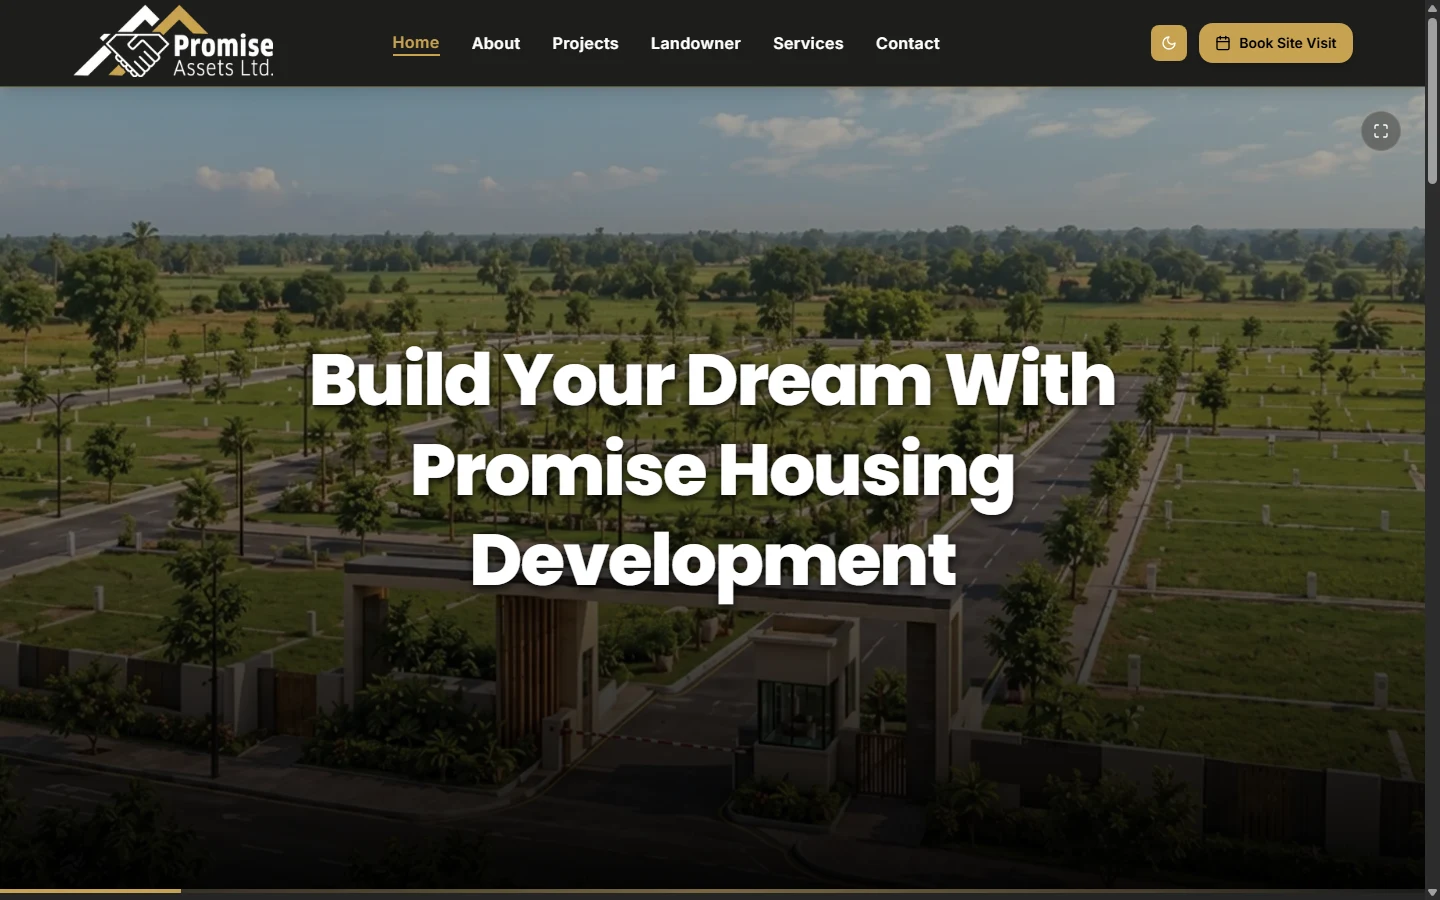 Promise
Assets Ltd.
Home
About
Projects
Landowner
Services
Contact
Book Site Visit
Build Your Dream With
Promise Housing
Development